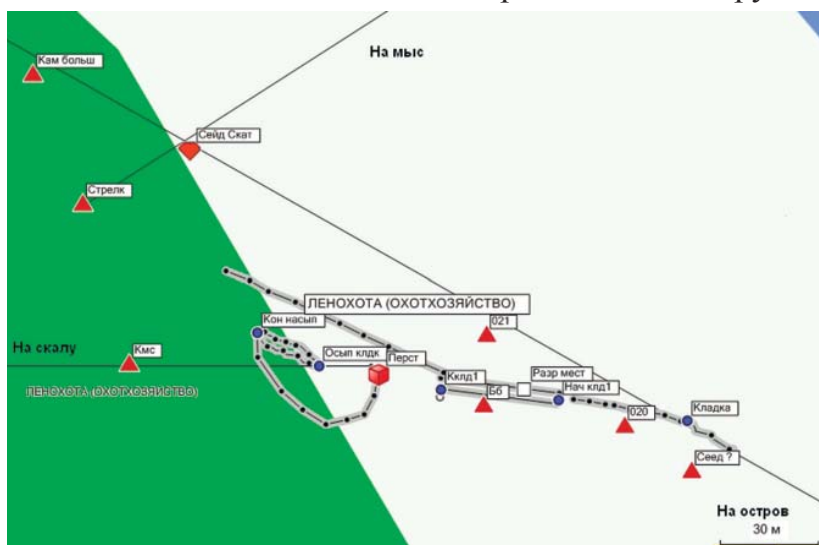 Кам больш
На мыс
Сейд Скат
Стрелк
ЛЕНОХОТА (ОХОТХОЗЯЙСТВО)
021
Кон насып
На скалу
Кмс
Осып клдк
Перст
ЛЕНОХОТА (ОХОТХОЗЯЙСТВО)
Ккlд1
Разр мест
Бб
Нач клд1
020
Кладка
Сеед ?
На остров
30 м